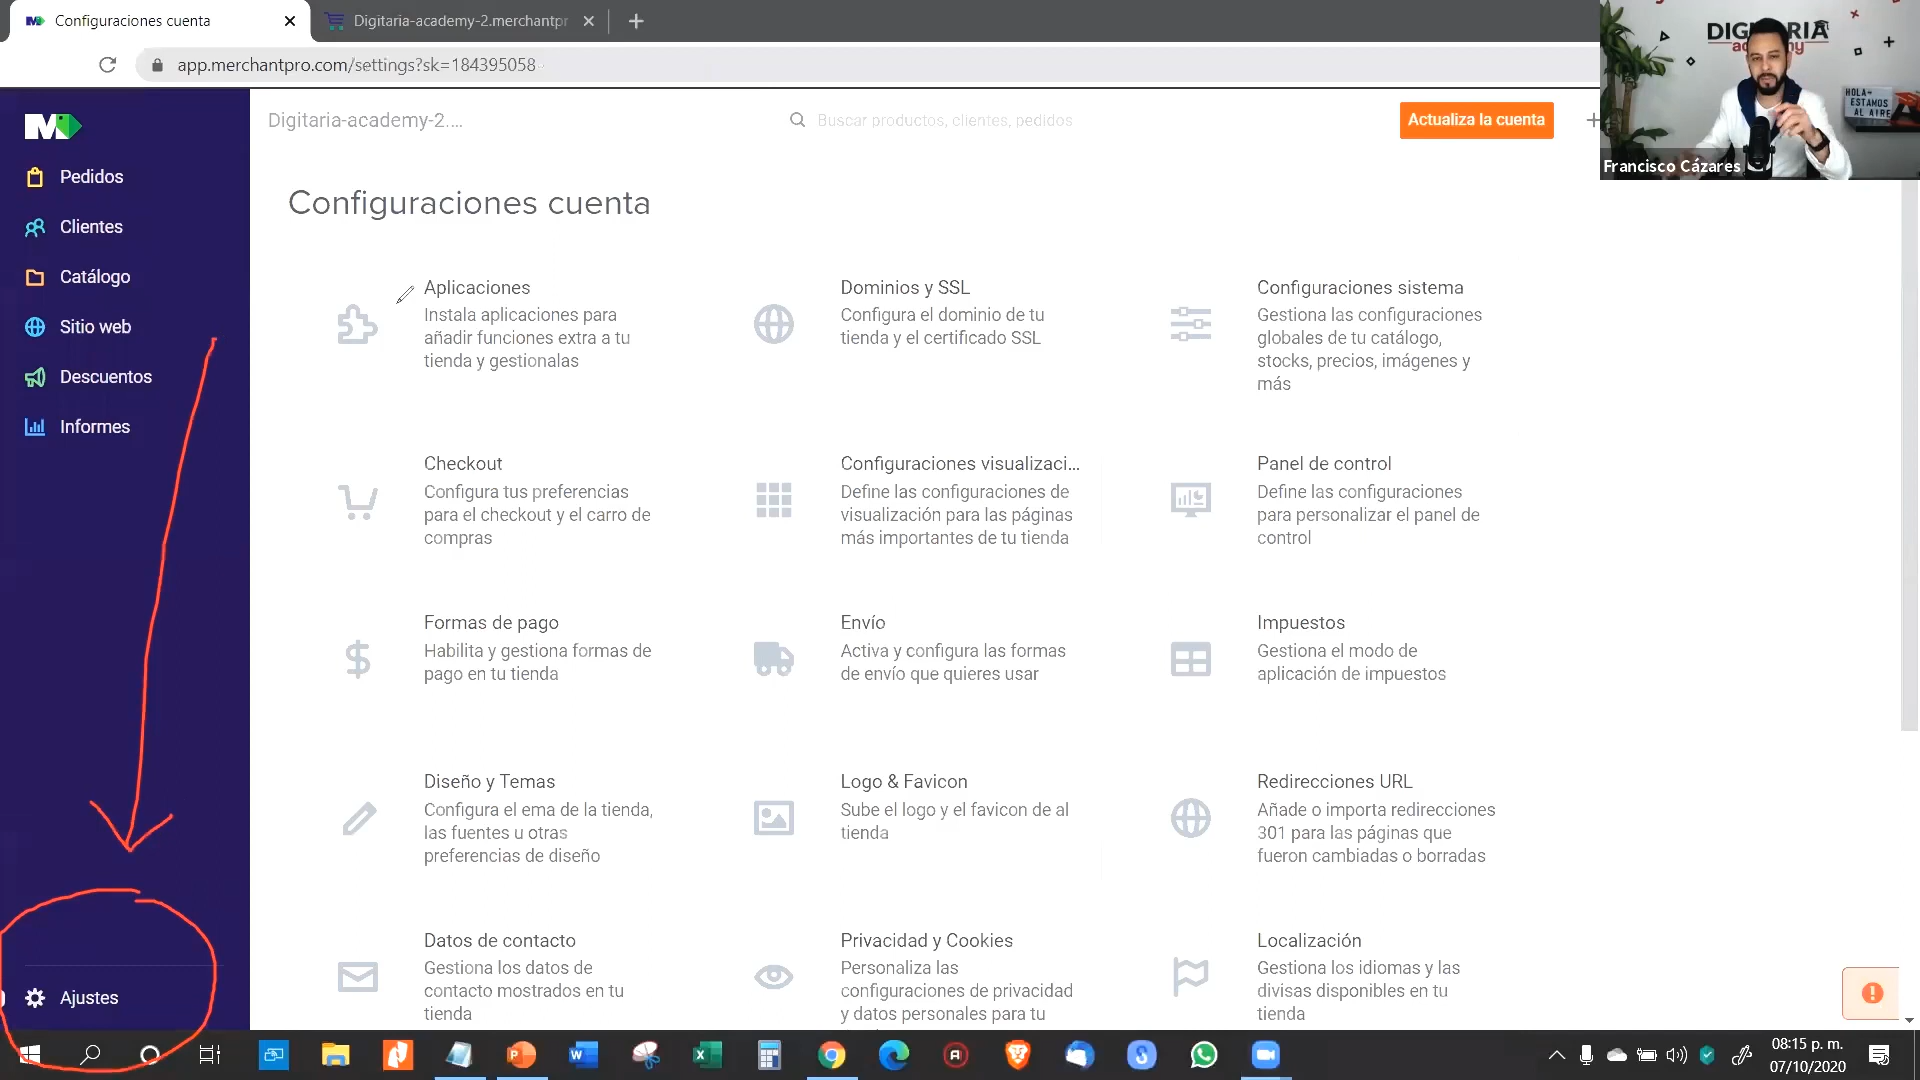 Configuraciones cuenta
Digitaria-academy-2.merchantpr
app.merchantpro.com/settings?sk=184395058
DIGITARIA
academy
HOLA
ESTAMOS
AL AIRE
Francisco Cázares
Digitaria-academy-2....
Buscar productos, clientes, pedidos
Actualiza la cuenta
Pedidos
Clientes
Catálogo
Sitio web
Descuentos
Informes
Ajustes
Configuraciones cuenta
Aplicaciones
Instala aplicaciones para
añadir funciones extra a tu
tienda y gestionalas
Dominios y SSL
Configura el dominio de tu
tienda y el certificado SSL
Configuraciones sistema
Gestiona las configuraciones
globales de tu catálogo,
stocks, precios, imágenes y
más
Checkout
Configura tus preferencias
para el checkout y el carro de
compras
Configuraciones visualizaci...
Define las configuraciones de
visualización para las páginas
más importantes de tu tienda
Panel de control
Define las configuraciones
para personalizar el panel de
control
Formas de pago
Habilita y gestiona formas de
pago en tu tienda
Envío
Activa y configura las formas
de envío que quieres usar
Impuestos
Gestiona el modo de
aplicación de impuestos
Diseño y Temas
Configura el ema de la tienda,
las fuentes u otras
preferencias de diseño
Logo & Favicon
Sube el logo y el favicon de al
tienda
Redirecciones URL
Añade o importa redirecciones
301 para las páginas que
fueron cambiadas o borradas
Datos de contacto
Gestiona los datos de
contacto mostrados en tu
tienda
Privacidad y Cookies
Personaliza las
configuraciones de privacidad
y datos personales para tu
Localización
Gestiona los idiomas y las
divisas disponibles en tu
tienda
08:15 p. m.
07/10/2020